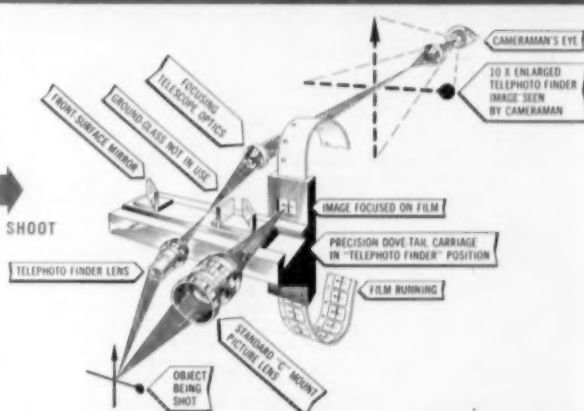 CAMERAMAN'S EYE
10 X ENLARGED
TELEPHOTO FINDER
IMAGE SEEN
BY CAMERAMAN
FOCUSING
TELESCOPE OPTICS
GROUND GLASS NOT IN USE
FRONT SURFACE MIRROR
SHOOT
IMAGE FOCUSED ON FILM
PRECISION DOVE-TAIL CARRIAGE
IN "TELEPHOTO FINDER" POSITION
TELEPHOTO FINDER LENS
FILM RUNNING
STANDARD "C" MOUNT
PICTURE LENS
OBJECT
BEING
SHOT